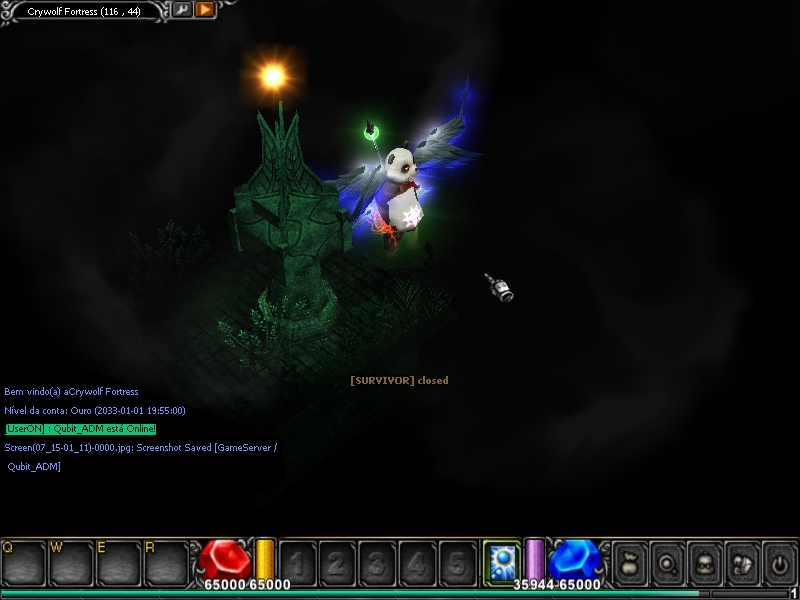 Crywolf Fortress (116 , 44)
[SURVIVOR] closed
Bem vindo(a) aCrywolf Fortress
Nível da conta: Ouro (2033-01-01 19:55:00)
[UserON] : Qubit_ADM está Online!
Screen(07_15-01_11)-0000.jpg: Screenshot Saved [GameServer /
Qubit_ADM]
Q W E R 1 2 3 4 5
65000/65000 35944-65000
1